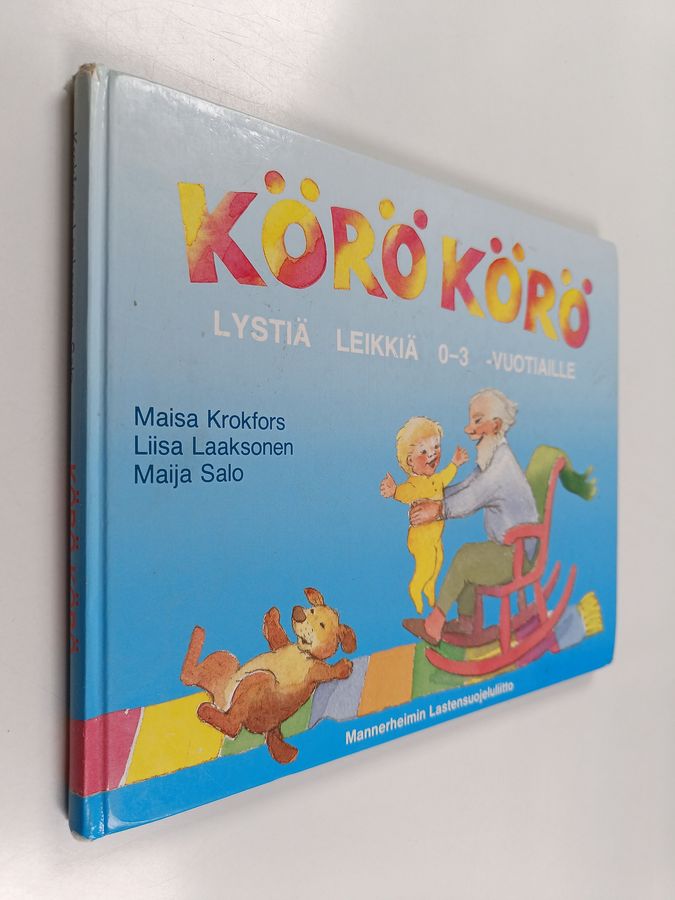 KÖRÖ KÖRÖ
LYSTIÄ LEIKKIÄ 0–3 -VUOTIAILLE
Maisa Krokfors
Liisa Laaksonen
Maija Salo
Mannerheimin Lastensuojeluliitto
KÖRÖ KÖRÖ